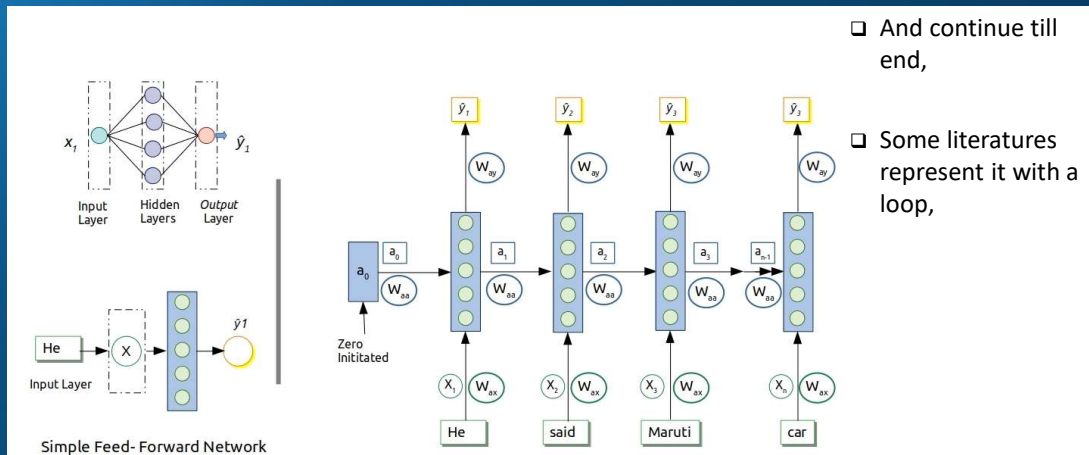 ❑ And continue till
end,
❑ Some literatures
represent it with a
loop,
x₁
ŷ₁
Input
Layer
Hidden
Layers
Output
Layer
He
X
ŷ1
Input Layer
Simple Feed- Forward Network
ŷ₁ ŷ₂ ŷ₃ ŷ₃
Wₐy Wₐy Wₐy Wₐy
a₀ a₁ a₂ a₃ aₙ₋₁
a₀
Wₐₐ Wₐₐ Wₐₐ Wₐₐ Wₐₐ
Zero
Inititated
X₁ Wₐₓ X₂ Wₐₓ X₃ Wₐₓ Xₙ Wₐₓ
He said Maruti car